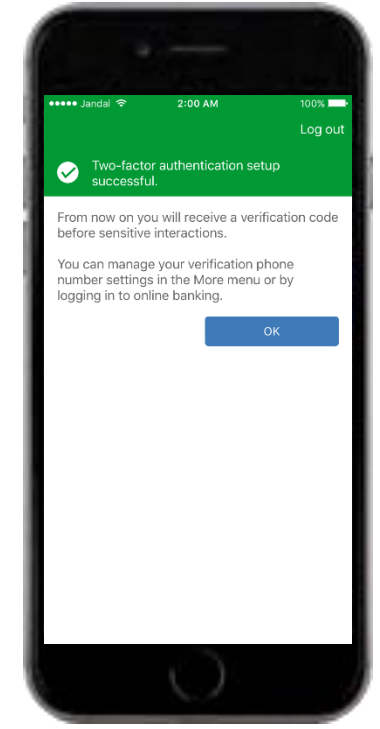 ●●●●● Jandal 2:00 AM 100%
Log out
Two-factor authentication setup
successful.
From now on you will receive a verification code
before sensitive interactions.
You can manage your verification phone
number settings in the More menu or by
logging in to online banking.
OK